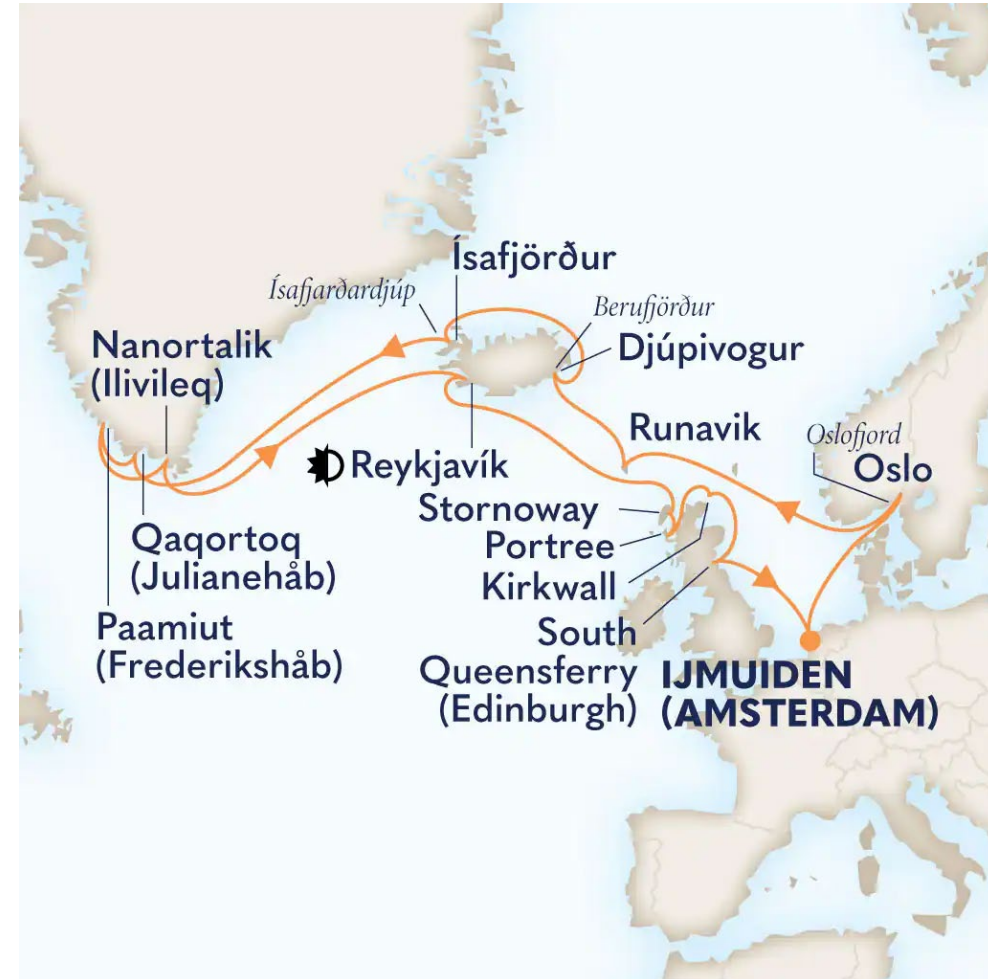 Ísafjörður
Ísafjarðardjúp
Berufjörður
Djúpivogur
Nanortalik
(Ilivileq)
Runavik
Oslofjord
Oslo
Reykjavík
Stornoway
Portree
Kirkwall
Qaqortoq
(Julianehåb)
Paamiut
(Frederikshåb)
South
Queensferry
(Edinburgh)
IJMUIDEN
(AMSTERDAM)